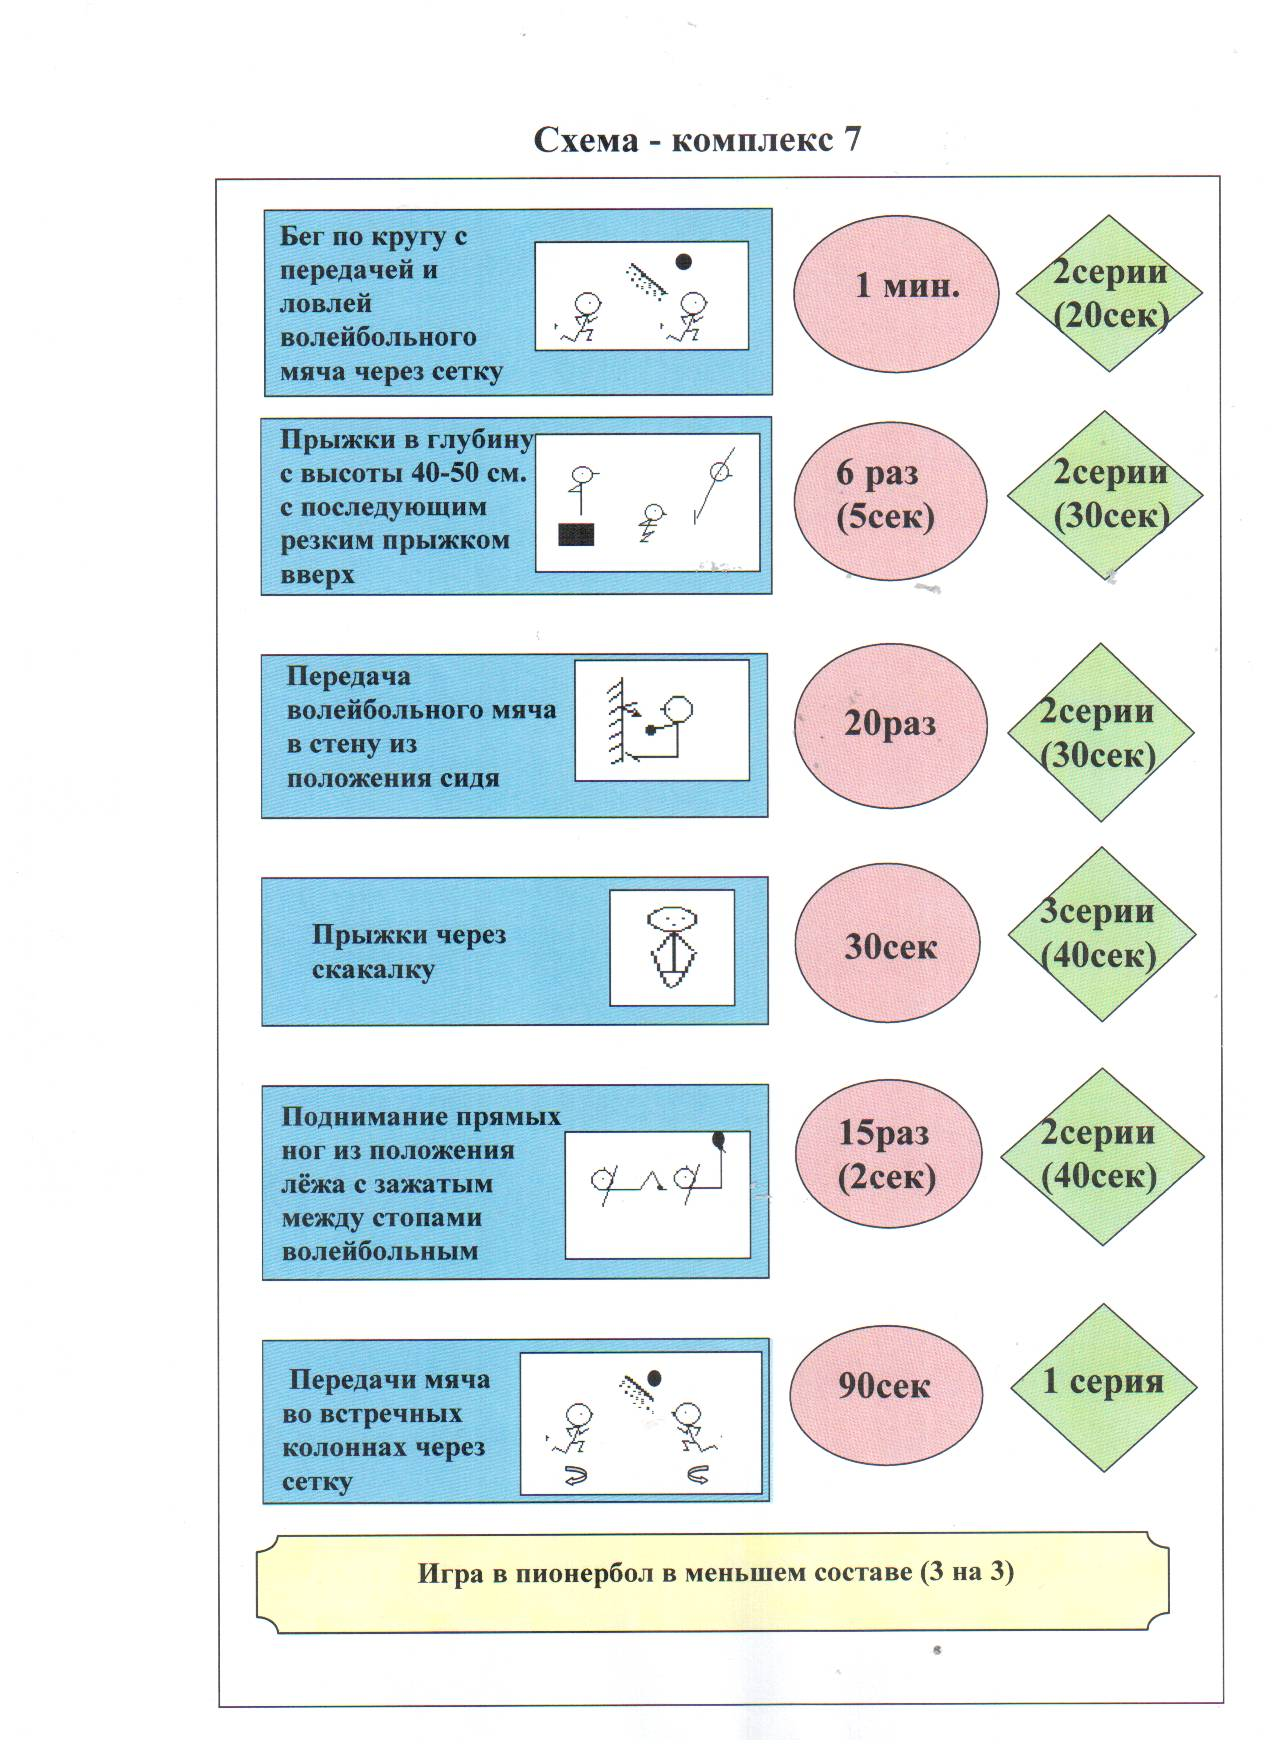 Схема - комплекс 7
Бег по кругу с
передачей и
ловлей
волейбольного
мяча через сетку
1 мин.
2серии
(20сек)
Прыжки в глубину
с высоты 40-50 см.
с последующим
резким прыжком
вверх
6 раз
(5сек)
2серии
(30сек)
Передача
волейбольного мяча
в стену из
положения сидя
20раз
2серии
(30сек)
Прыжки через
скакалку
30сек
3серии
(40сек)
Поднимание прямых
ног из положения
лёжа с зажатым
между стопами
волейбольным
15раз
(2сек)
2серии
(40сек)
Передачи мяча
во встречных
колоннах через
сетку
90сек
1 серия
Игра в пионербол в меньшем составе (3 на 3)